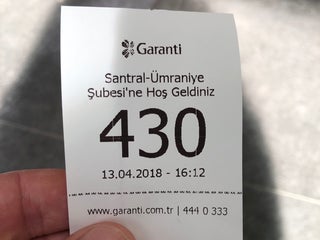 Garanti
Santral-Ümraniye
Şubesi'ne Hoş Geldiniz
430
13.04.2018 - 16:12
www.garanti.com.tr | 444 0 333